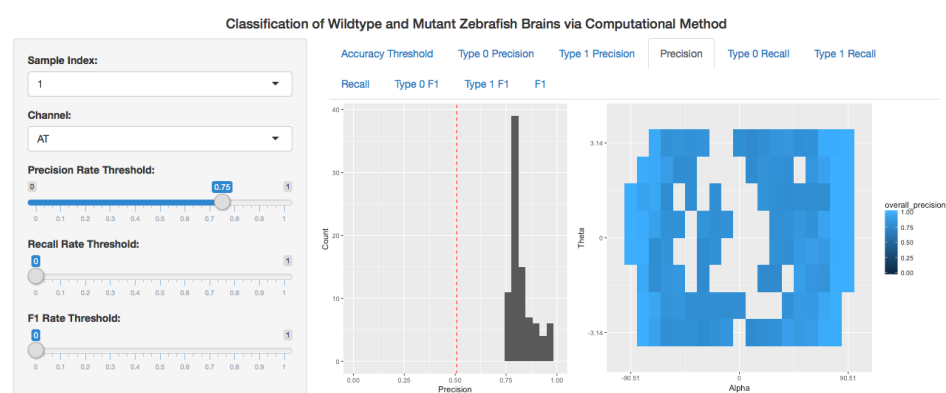 Classification of Wildtype and Mutant Zebrafish Brains via Computational Method
Sample Index:
1
Channel:
AT
Precision Rate Threshold:
0 0.75 1
0 0.1 0.2 0.3 0.4 0.5 0.6 0.7 0.8 0.9 1
Recall Rate Threshold:
0 1
0 0.1 0.2 0.3 0.4 0.5 0.6 0.7 0.8 0.9 1
F1 Rate Threshold:
0 1
0 0.1 0.2 0.3 0.4 0.5 0.6 0.7 0.8 0.9 1
Accuracy Threshold Type 0 Precision Type 1 Precision Precision Type 0 Recall Type 1 Recall
Recall Type 0 F1 Type 1 F1 F1
40
30
20
10
0
Count
0.00 0.25 0.50 0.75 1.00
Precision
3.14
0
-3.14
Theta
-90.51 0 90.51
Alpha
overall_precision
1.00
0.75
0.50
0.25
0.00